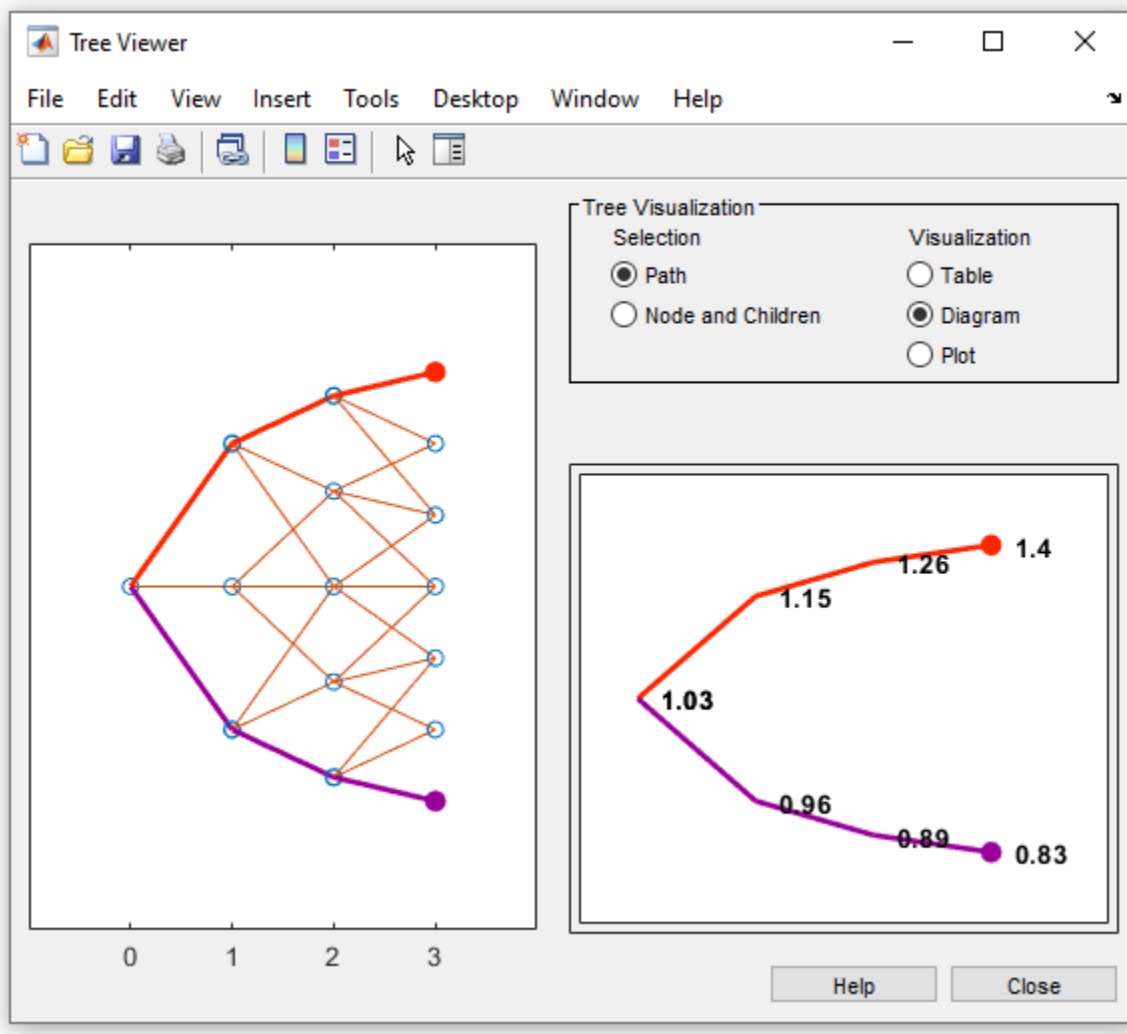 Tree Viewer
File Edit View Insert Tools Desktop Window Help
Tree Visualization
Selection Visualization
Path Table
Node and Children Diagram
Plot
1.4
1.26
1.15
1.03
0.96
0.89
0.83
0 1 2 3
Help Close